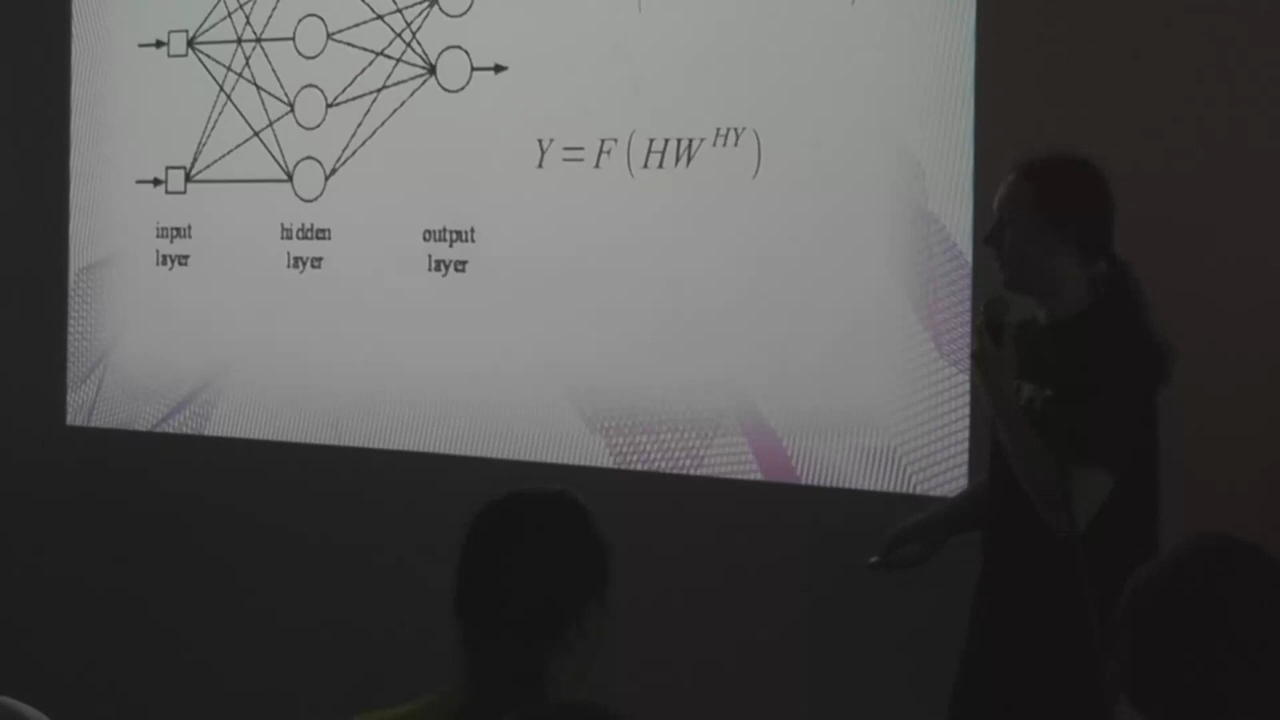 Y = F (HW^{HY})
input layer
hidden layer
output layer